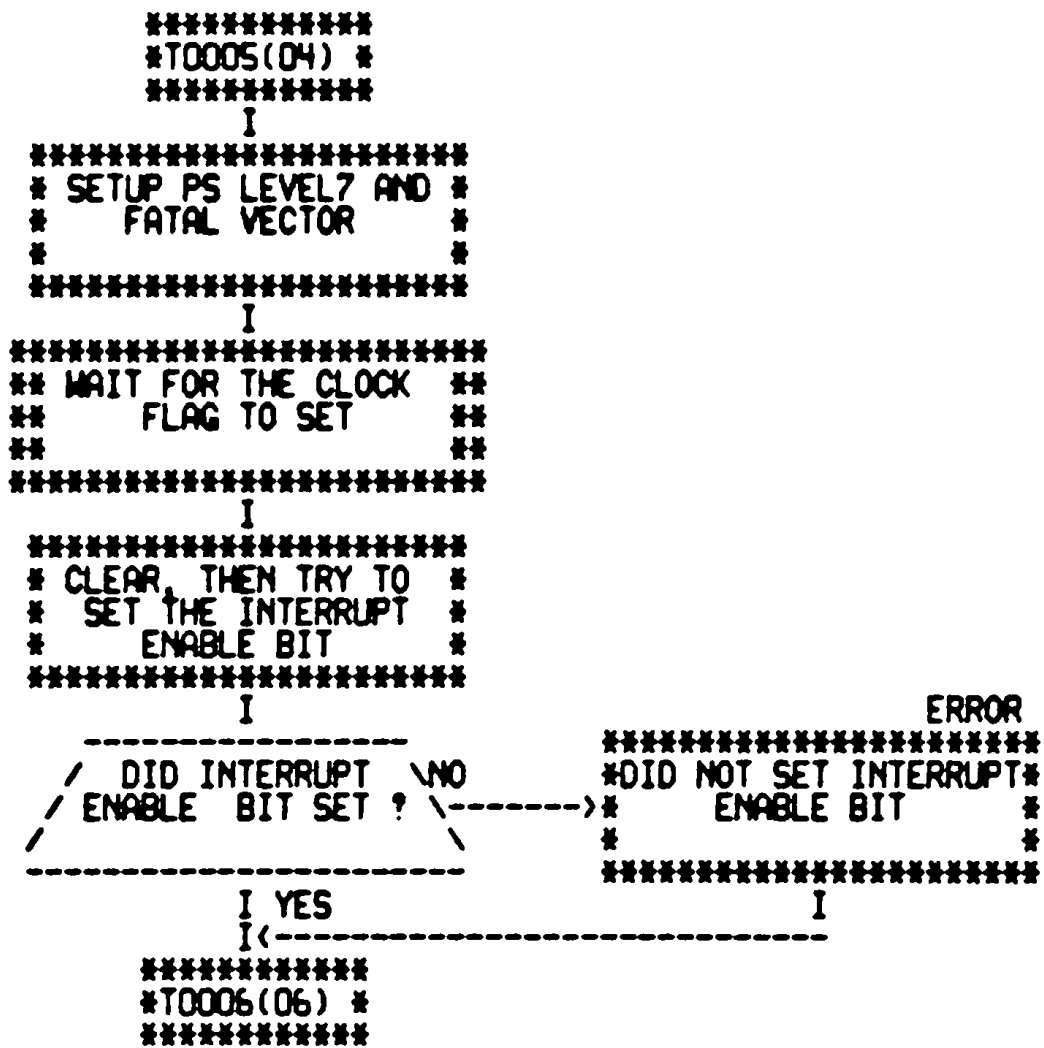 ***********
*T0005(04) *
***********
I
***********************
* SETUP PS LEVEL7 AND *
* FATAL VECTOR *
* *
***********************
I
*************************
** WAIT FOR THE CLOCK **
** FLAG TO SET **
** **
*************************
I
***********************
* CLEAR, THEN TRY TO *
* SET THE INTERRUPT *
* ENABLE BIT *
***********************
I
ERROR
-----------------
***********************
/ DID INTERRUPT \NO
*DID NOT SET INTERRUPT*
/ ENABLE  BIT SET ? \------->
* ENABLE BIT *
/ \
* *
-----------------------
***********************
I YES
I
I<-----------------------------
************
*T0006(06) *
************